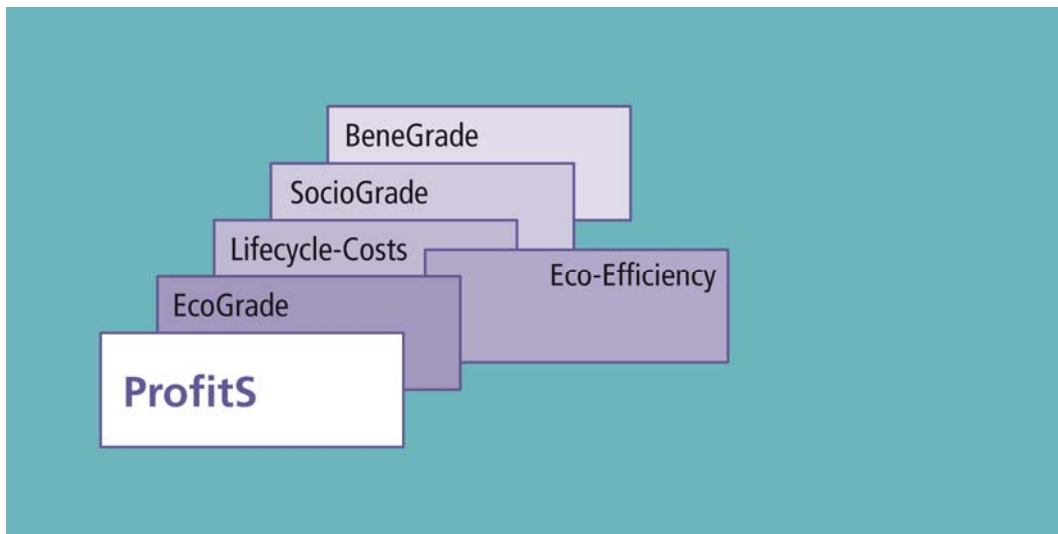 BeneGrade
SocioGrade
Lifecycle-Costs
Eco-Efficiency
EcoGrade
ProfitS